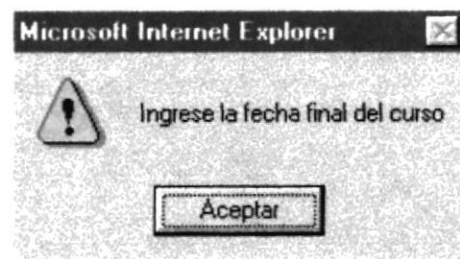 Microsoft Internet Explorer
Ingrese la fecha final del curso
Aceptar